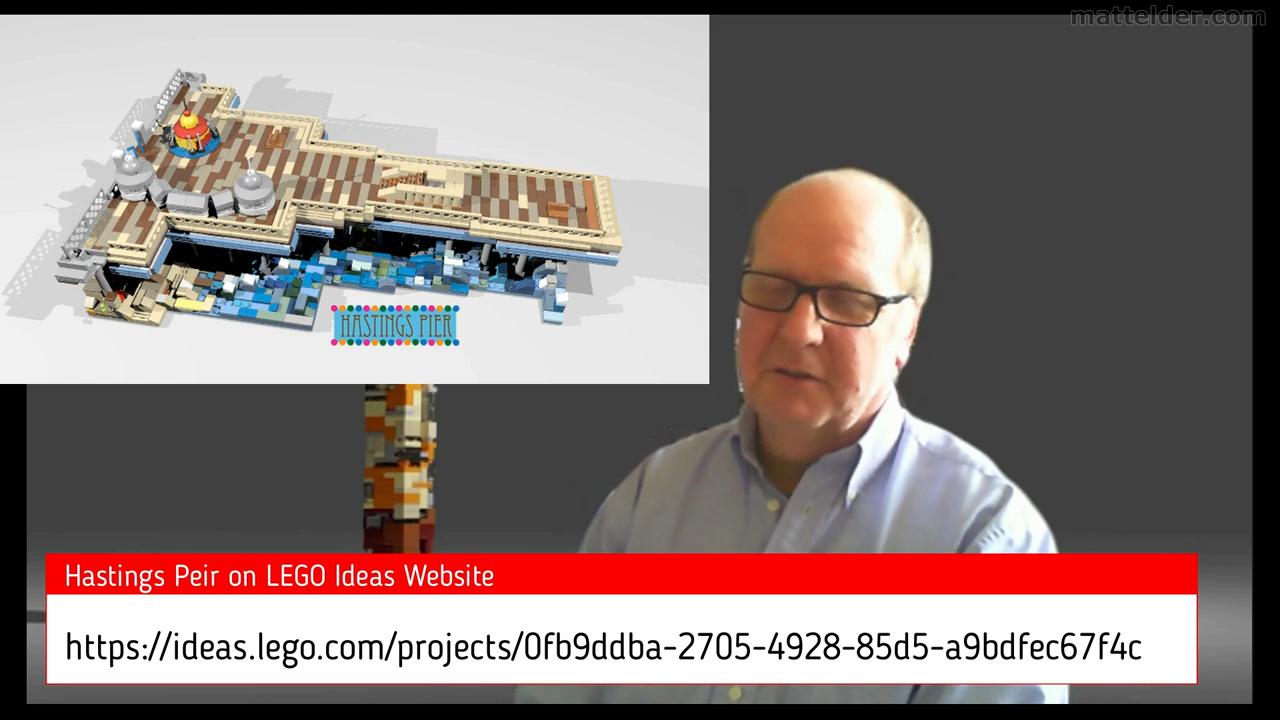 mattelder.com
HASTINGS PIER
Hastings Peir on LEGO Ideas Website
https://ideas.lego.com/projects/0fb9ddba-2705-4928-85d5-a9bdfec67f4c